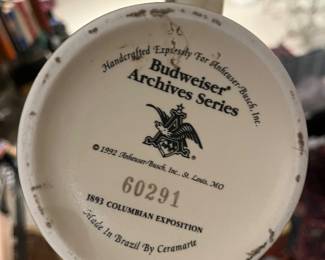 Handcrafted Expressly For Anheuser-Busch, Inc.
Budweiser®
Archives Series
© 1992 Anheuser-Busch, Inc. St. Louis, MO
60291
1893 COLUMBIAN EXPOSITION
Made In Brazil By Ceramarte